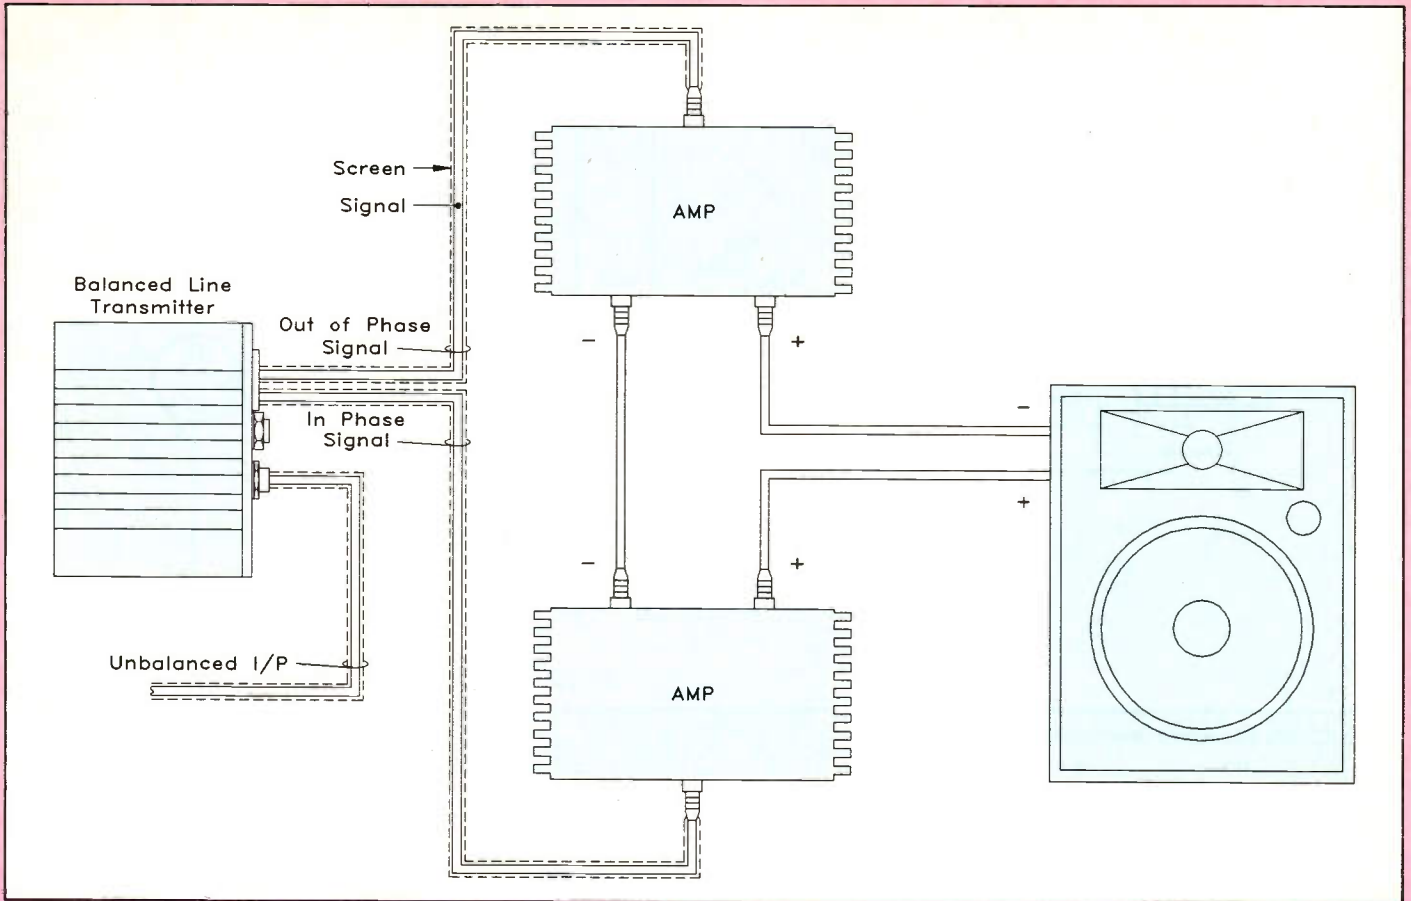 Screen
Signal
AMP
Balanced Line
Transmitter
Out of Phase
Signal
- +
-
In Phase
Signal
+
- +
Unbalanced I/P
AMP